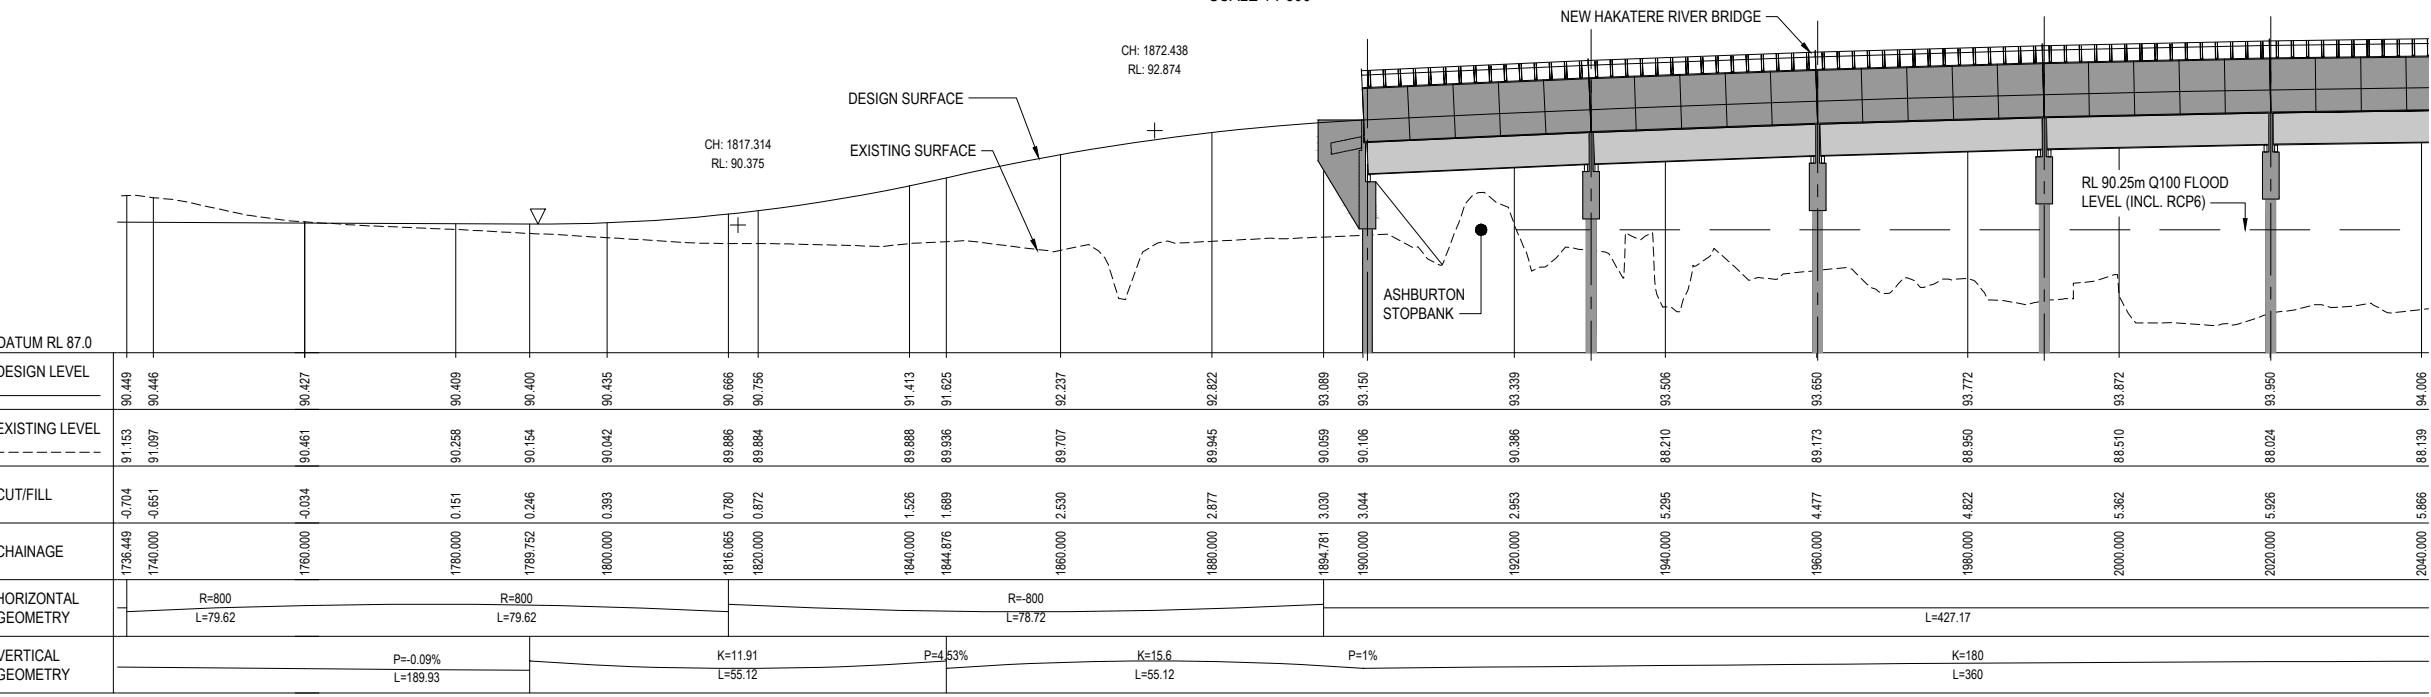 NEW HAKATERE RIVER BRIDGE
CH: 1872.438
RL: 92.874
DESIGN SURFACE
CH: 1817.314
RL: 90.375
EXISTING SURFACE
RL 90.25m Q100 FLOOD
LEVEL (INCL. RCP6)
ASHBURTON
STOPBANK
DATUM RL 87.0
DESIGN LEVEL
90.449 90.446 90.427 90.409 90.400 90.435 90.666 90.756 91.413 91.625 92.237 92.822 93.089 93.150 93.339 93.506 93.650 93.772 93.872 93.950 94.006
EXISTING LEVEL
91.153 91.097 90.461 90.258 90.154 90.042 89.886 89.884 89.888 89.936 89.707 89.945 90.059 90.106 90.386 88.210 89.173 88.950 88.510 88.024 88.139
CUT/FILL
-0.704 -0.651 -0.034 0.151 0.246 0.393 0.780 0.872 1.526 1.689 2.530 2.877 3.030 3.044 2.953 5.295 4.477 4.822 5.362 5.926 5.866
CHAINAGE
1736.449 1740.000 1760.000 1780.000 1789.752 1800.000 1816.065 1820.000 1840.000 1844.876 1860.000 1880.000 1894.781 1900.000 1920.000 1940.000 1960.000 1980.000 2000.000 2020.000 2040.000
HORIZONTAL
GEOMETRY
R=800 R=800 R=-800
L=79.62 L=79.62 L=78.72 L=427.17
VERTICAL
GEOMETRY
P=-0.09% K=11.91 P=4.53% K=15.6 P=1% K=180
L=189.93 L=55.12 L=55.12 L=360